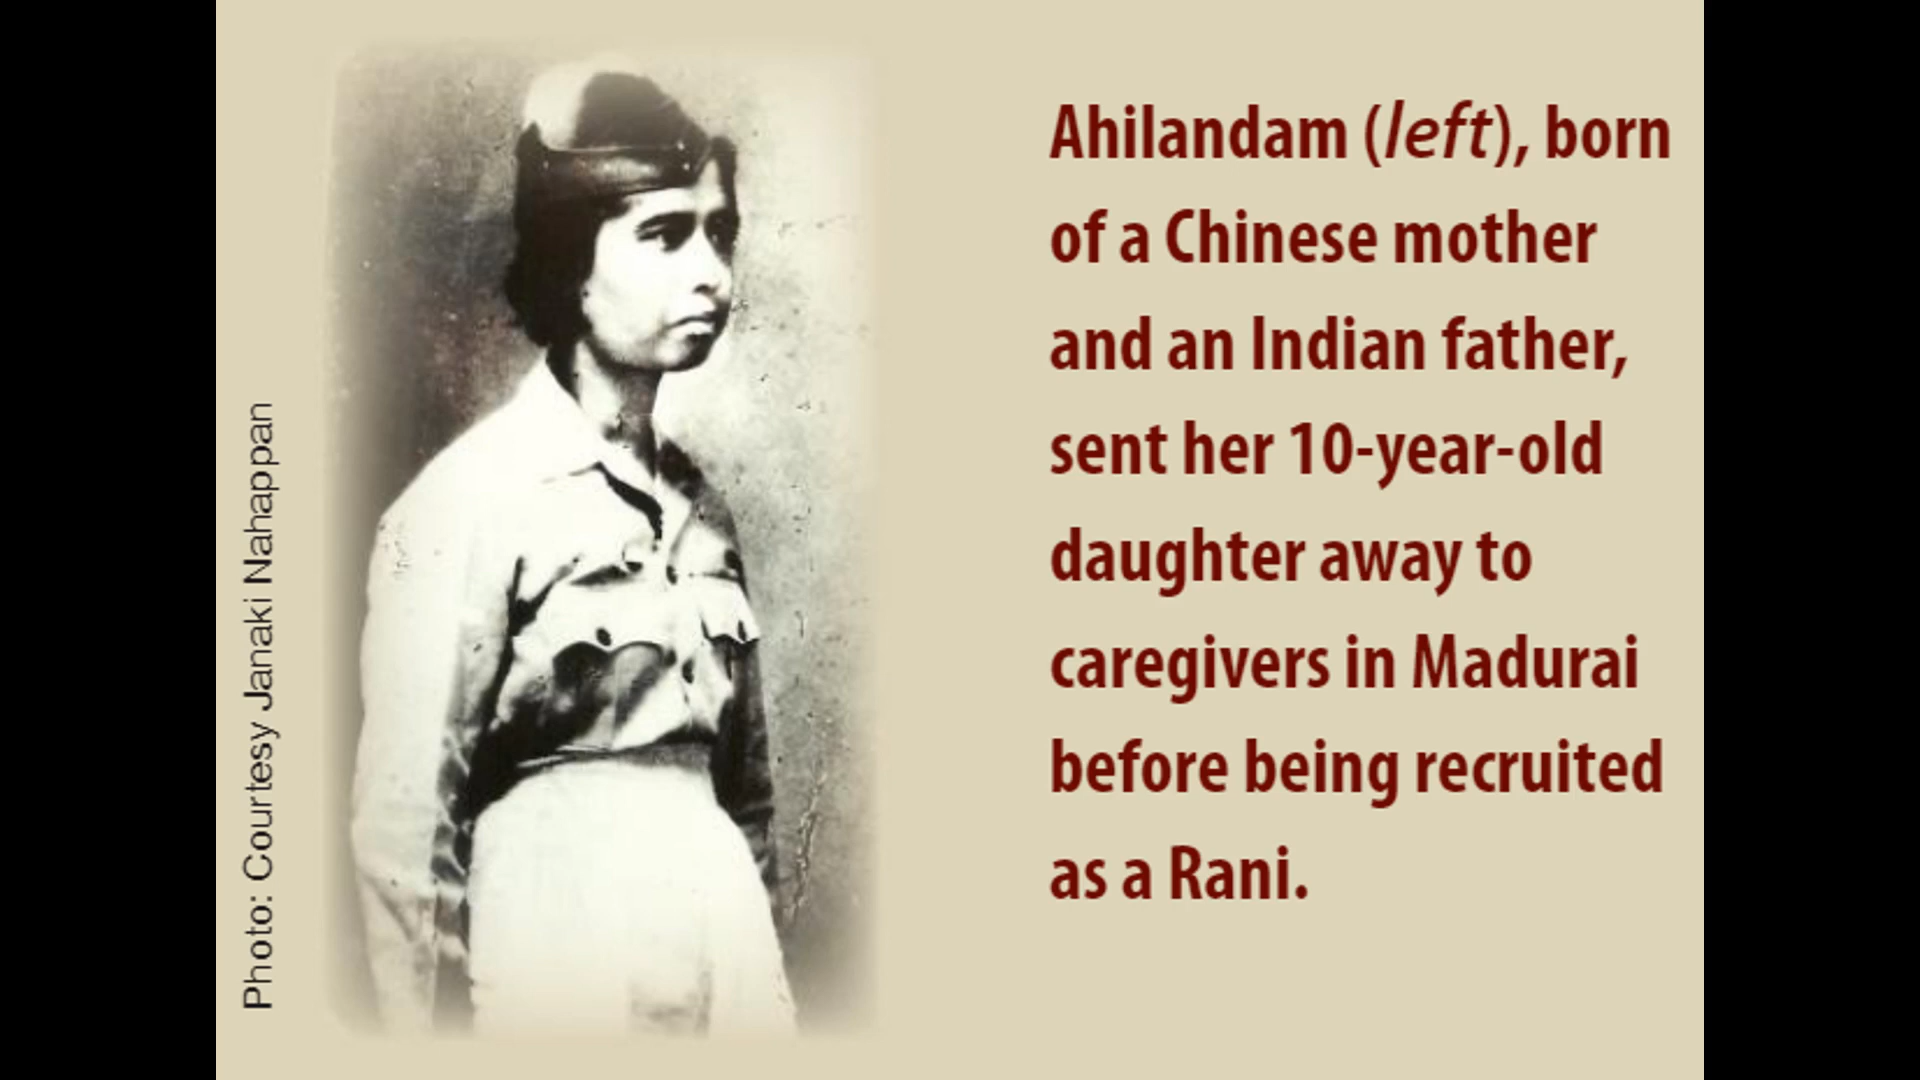 Ahilandam (left), born
of a Chinese mother
and an Indian father,
sent her 10-year-old
daughter away to
caregivers in Madurai
before being recruited
as a Rani.
Photo: Courtesy Janaki Nahappan